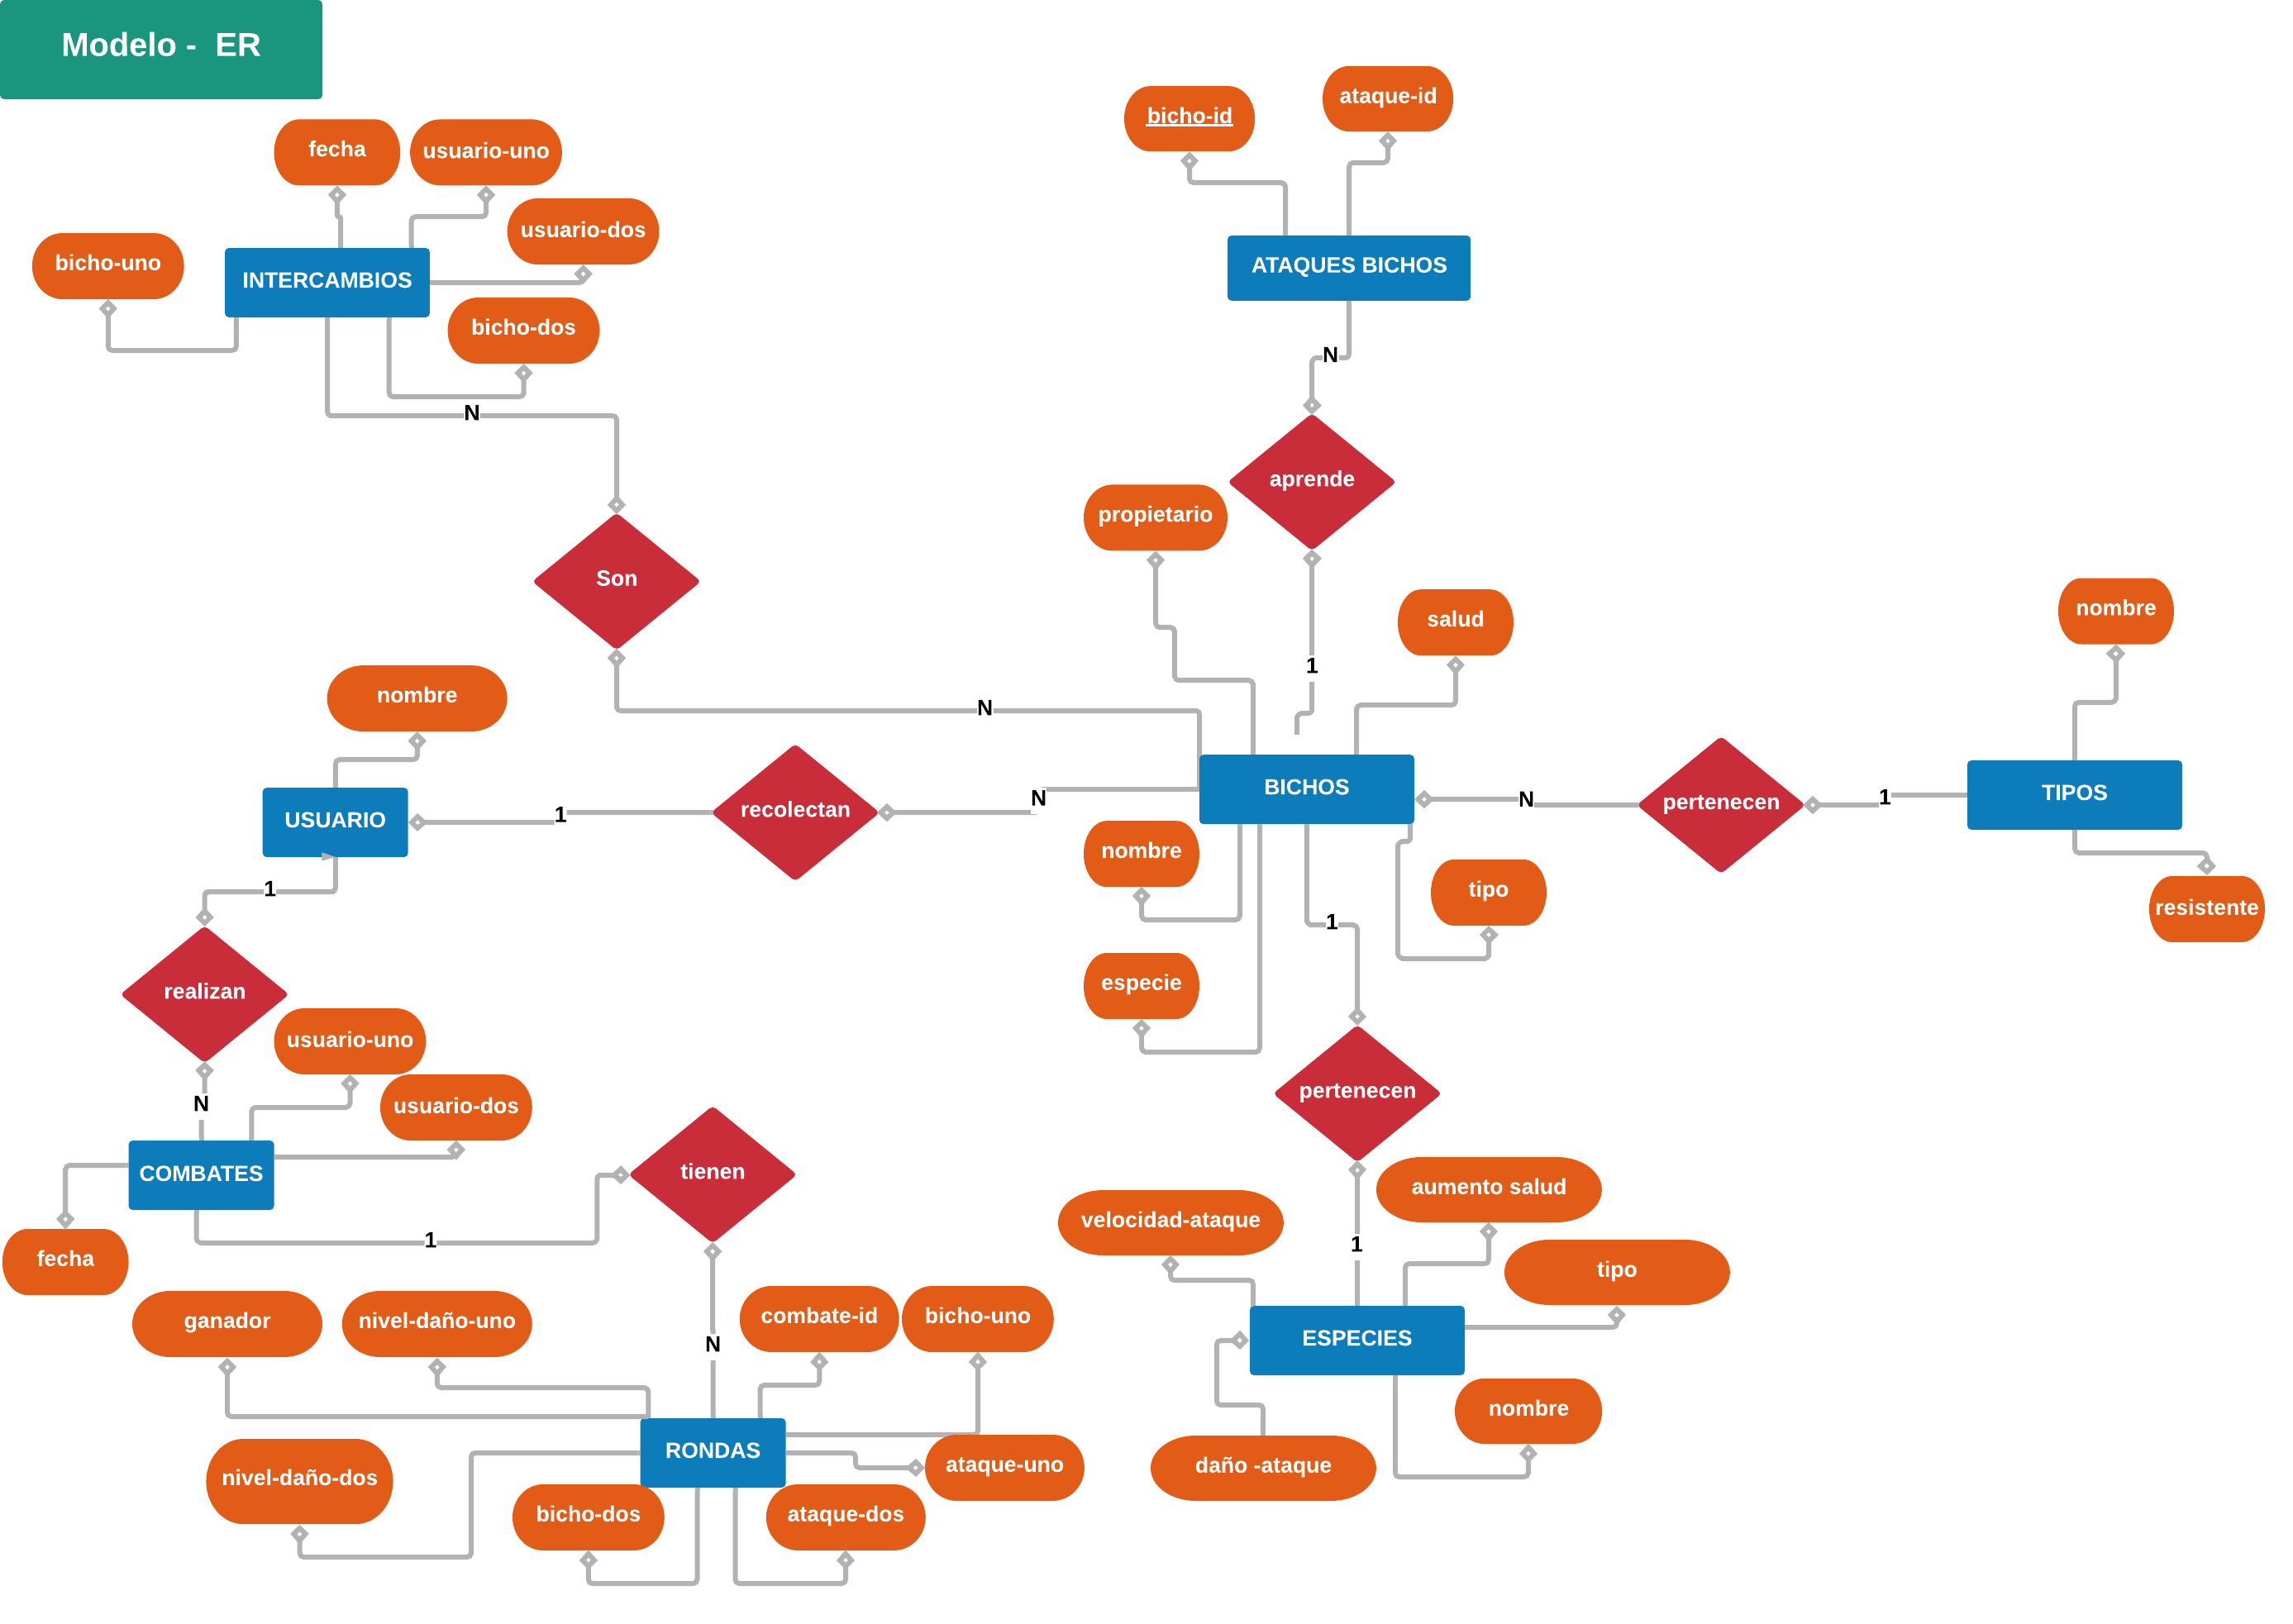 Modelo -  ER
fecha
usuario-uno
usuario-dos
bicho-uno
INTERCAMBIOS
bicho-dos
N
Son
N
bicho-id
ataque-id
ATAQUES BICHOS
N
aprende
1
propietario
salud
BICHOS
nombre
especie
tipo
N
pertenecen
1
TIPOS
nombre
resistente
nombre
USUARIO
1
recolectan
N
1
realizan
N
usuario-uno
usuario-dos
COMBATES
fecha
1
tienen
N
1
pertenecen
1
aumento salud
velocidad-ataque
tipo
ESPECIES
nombre
daño -ataque
ganador
nivel-daño-uno
combate-id
bicho-uno
RONDAS
ataque-uno
nivel-daño-dos
bicho-dos
ataque-dos